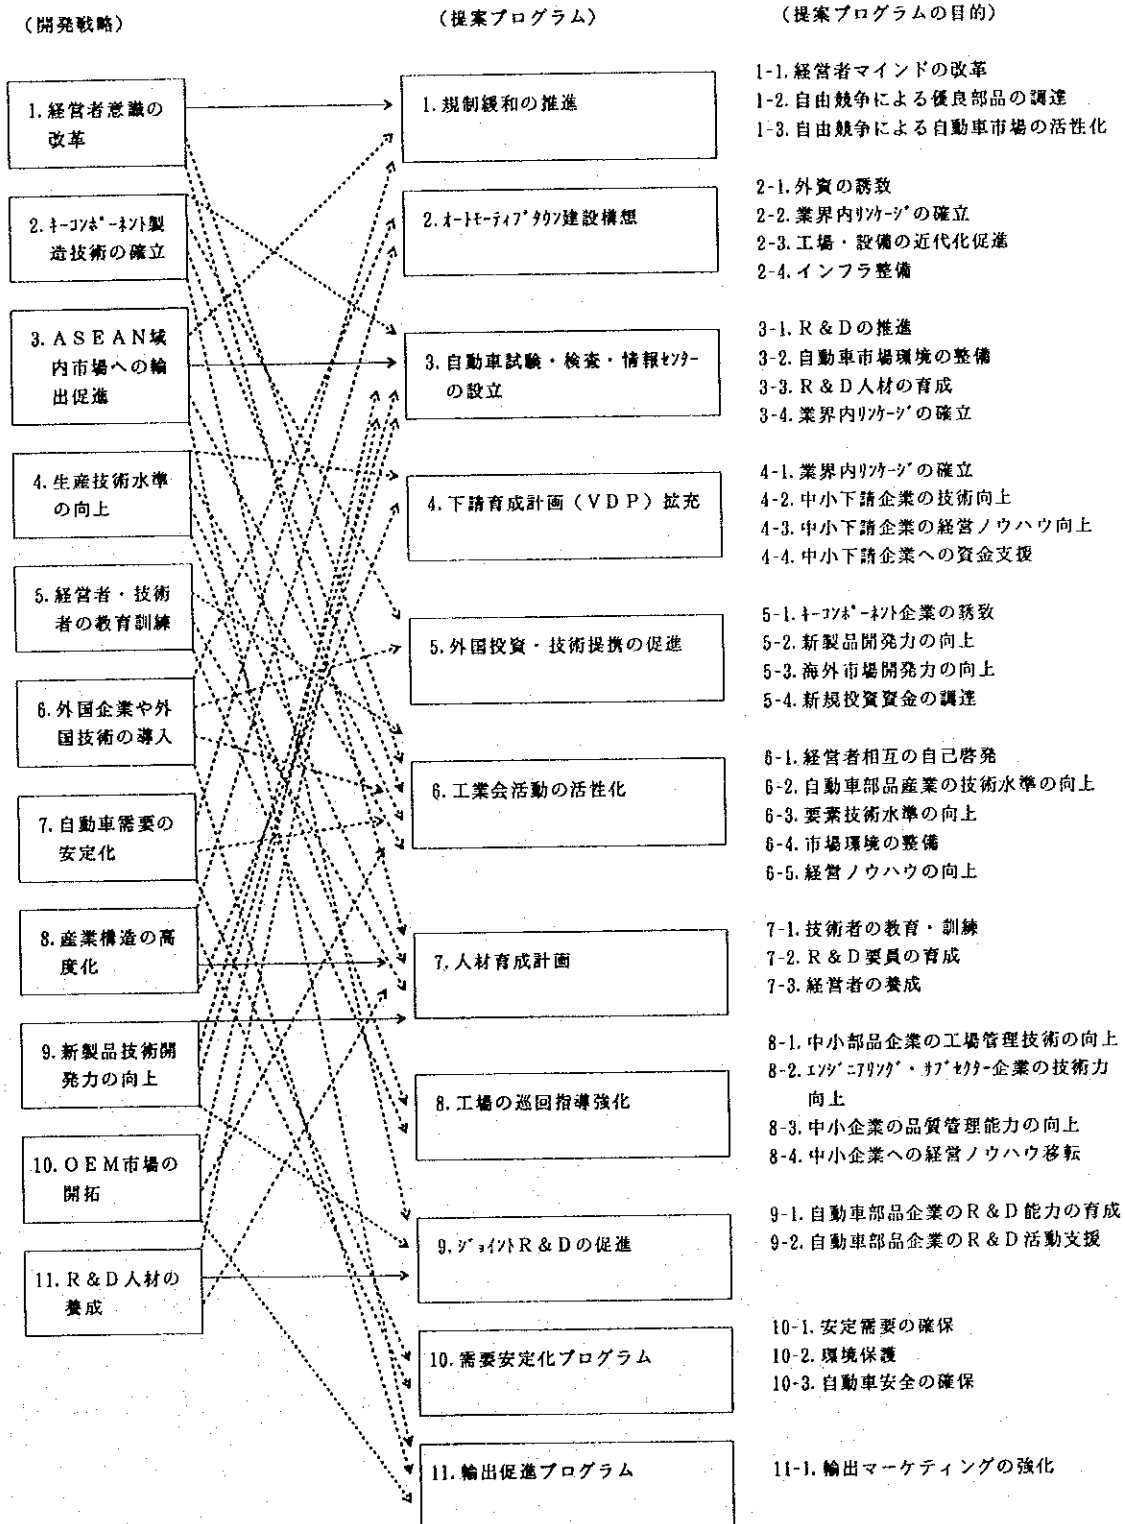 (開発戦略)
(提案プログラム)
(提案プログラムの目的)
1.経営者意識の
改革
2.キーコンポーネント製
造技術の確立
3.ASEAN域
内市場への輸
出促進
4.生産技術水準
の向上
5.経営者・技術
者の教育訓練
6.外国企業や外
国技術の導入
7.自動車需要の
安定化
8.産業構造の高
度化
9.新製品技術開
発力の向上
10.OEM市場の
開拓
11.R&D人材の
養成
1.規制緩和の推進
2.オートモーティブタウン建設構想
3.自動車試験・検査・情報センター
の設立
4.下請育成計画(VDP)拡充
5.外国投資・技術提携の促進
6.工業会活動の活性化
7.人材育成計画
8.工場の巡回指導強化
9.ジョイントR&Dの促進
10.需要安定化プログラム
11.輸出促進プログラム
1-1.経営者マインドの改革
1-2.自由競争による優良部品の調達
1-3.自由競争による自動車市場の活性化
2-1.外資の誘致
2-2.業界内リンケージの確立
2-3.工場・設備の近代化促進
2-4.インフラ整備
3-1.R&Dの推進
3-2.自動車市場環境の整備
3-3.R&D人材の育成
3-4.業界内リンケージの確立
4-1.業界内リンケージの確立
4-2.中小下請企業の技術向上
4-3.中小下請企業の経営ノウハウ向上
4-4.中小下請企業への資金支援
5-1.キーコンポーネント企業の誘致
5-2.新製品開発力の向上
5-3.海外市場開発力の向上
5-4.新規投資資金の調達
6-1.経営者相互の自己啓発
6-2.自動車部品産業の技術水準の向上
6-3.要素技術水準の向上
6-4.市場環境の整備
6-5.経営ノウハウの向上
7-1.技術者の教育・訓練
7-2.R&D要員の育成
7-3.経営者の養成
8-1.中小部品企業の工場管理技術の向上
8-2.エンジニアリング・サブセクター企業の技術力
向上
8-3.中小企業の品質管理能力の向上
8-4.中小企業への経営ノウハウ移転
9-1.自動車部品企業のR&D能力の育成
9-2.自動車部品企業のR&D活動支援
10-1.安定需要の確保
10-2.環境保護
10-3.自動車安全の確保
11-1.輸出マーケティングの強化